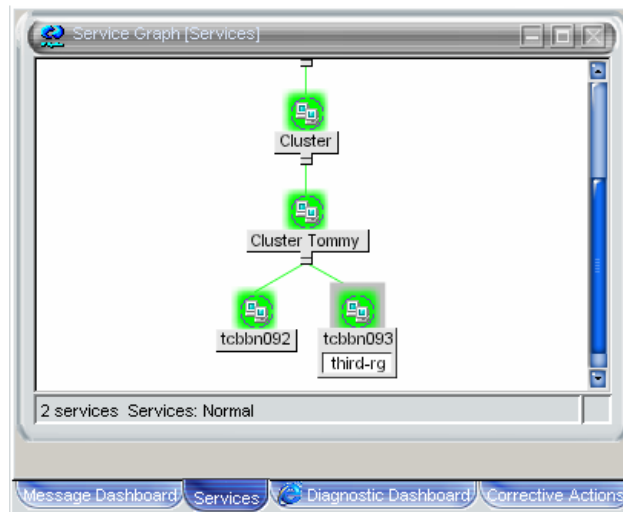 Service Graph [Services]
Cluster
Cluster Tommy
tcbbn092 tcbbn093
third-rg
2 services Services: Normal
Message Dashboard Services Diagnostic Dashboard Corrective Actions